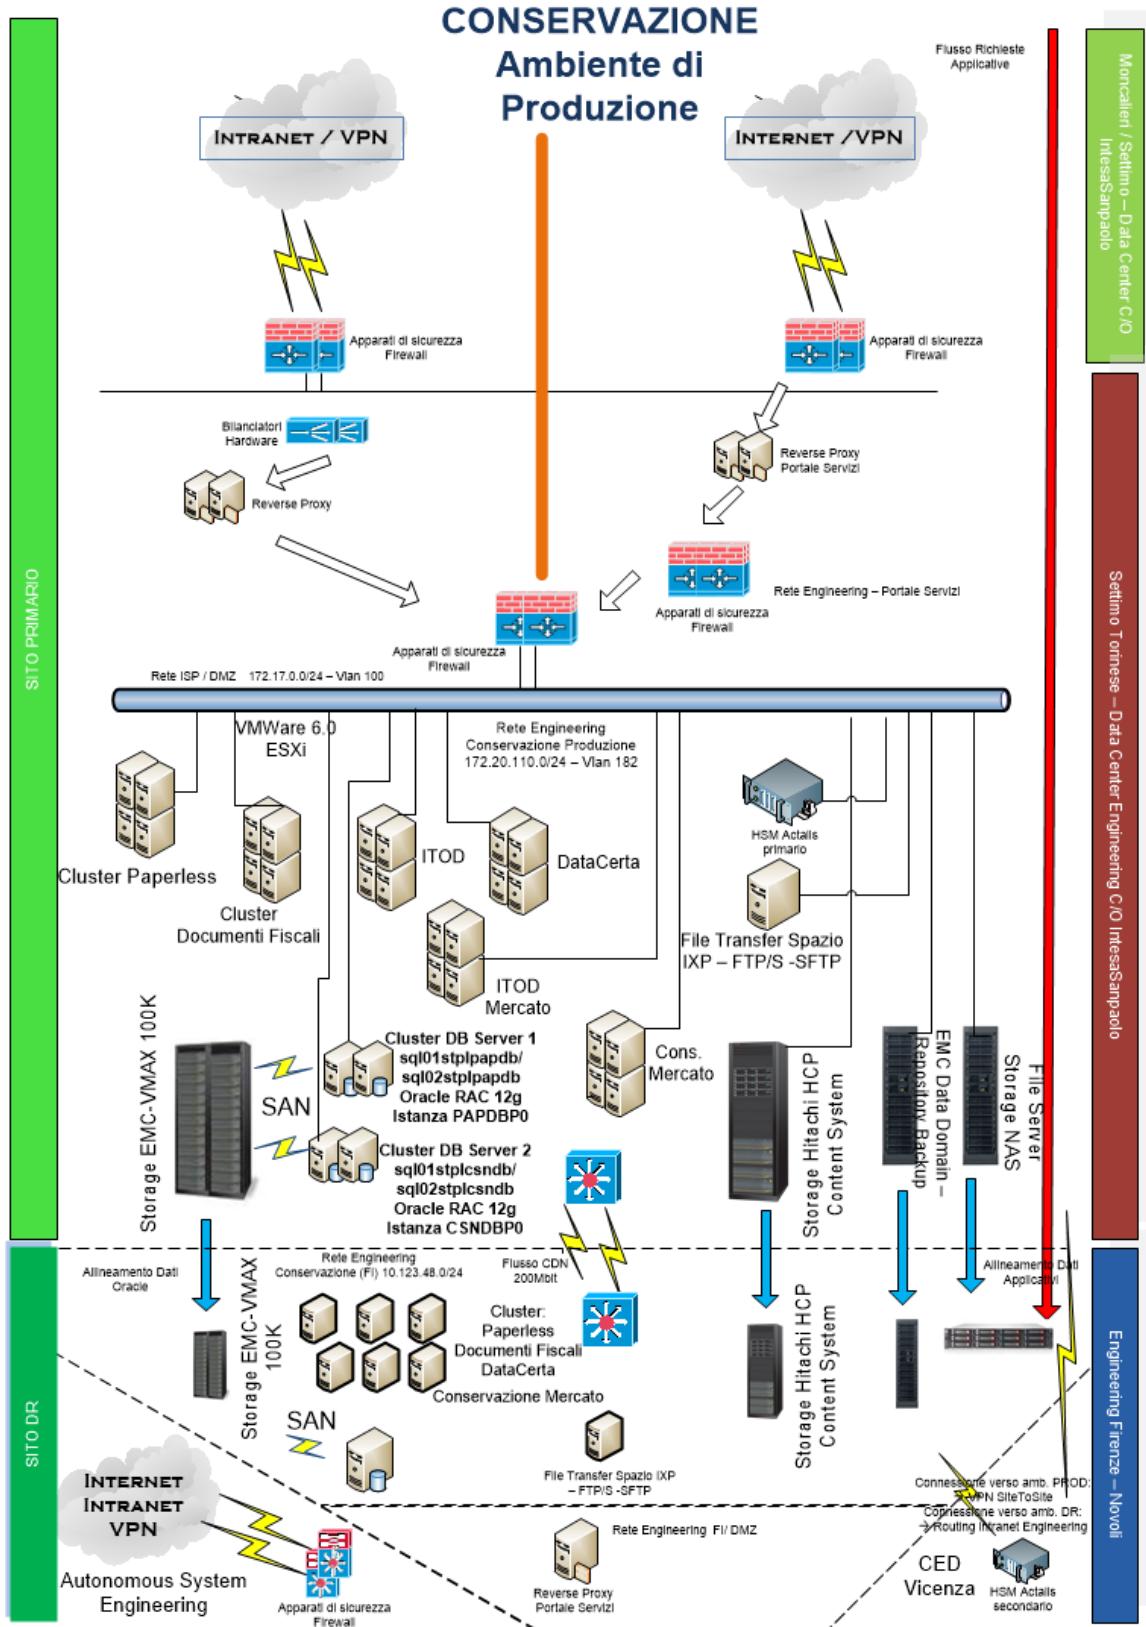 CONSERVAZIONE
Ambiente di
Produzione
Flusso Richieste
Applicative
INTRANET / VPN
INTERNET /VPN
Moncalieri / Settimo – Data Center C/O
IntesaSanpaolo
Apparati di sicurezza
Firewall
Apparati di sicurezza
Firewall
Bilanciatori
Hardware
Reverse Proxy
Portale Servizi
Reverse Proxy
SITO PRIMARIO
Settimo Torinese – Data Center Engineering C/O IntesaSanpaolo
Rete Engineering – Portale Servizi
Apparati di sicurezza
Firewall
Apparati di sicurezza
Firewall
Rete ISP / DMZ 172.17.0.0/24 – Vlan 100
VMWare 6.0
ESXi
Rete Engineering
Conservazione Produzione
172.20.110.0/24 – Vlan 182
HSM Actalis
primario
Cluster Paperless
ITOD
DataCerta
Cluster
Documenti Fiscali
File Transfer Spazio
IXP – FTP/S -SFTP
ITOD
Mercato
Storage EMC-VMAX 100K
SAN
Cluster DB Server 1
sql01stplpapdb/
sql02stplpapdb
Oracle RAC 12g
Istanza PAPDBP0
Cons.
Mercato
Storage Hitachi HCP
Content System
EMC Data Domain –
Repository Backup
File Server
Storage NAS
Cluster DB Server 2
sql01stplcsndb/
sql02stplcsndb
Oracle RAC 12g
Istanza CSNDBP0
SITO DR
Engineering Firenze – Novoli
Allineamento Dati
Oracle
Rete Engineering
Conservazione (FI) 10.123.48.0/24
Flusso CDN
200Mbit
Allineamento Dati
Applicativi
Storage EMC-VMAX
100K
Cluster:
Paperless
Documenti Fiscali
DataCerta
Conservazione Mercato
Storage Hitachi HCP
Content System
SAN
File Transfer Spazio IXP
– FTP/S -SFTP
INTERNET
INTRANET
VPN
Connessione verso amb. PROD:
VPN SiteToSite
Connessione verso amb. DR:
→ Routing Intranet Engineering
Rete Engineering FI/ DMZ
Autonomous System
Engineering
Apparati di sicurezza
Firewall
Reverse Proxy
Portale Servizi
CED
Vicenza
HSM Actalis
secondario